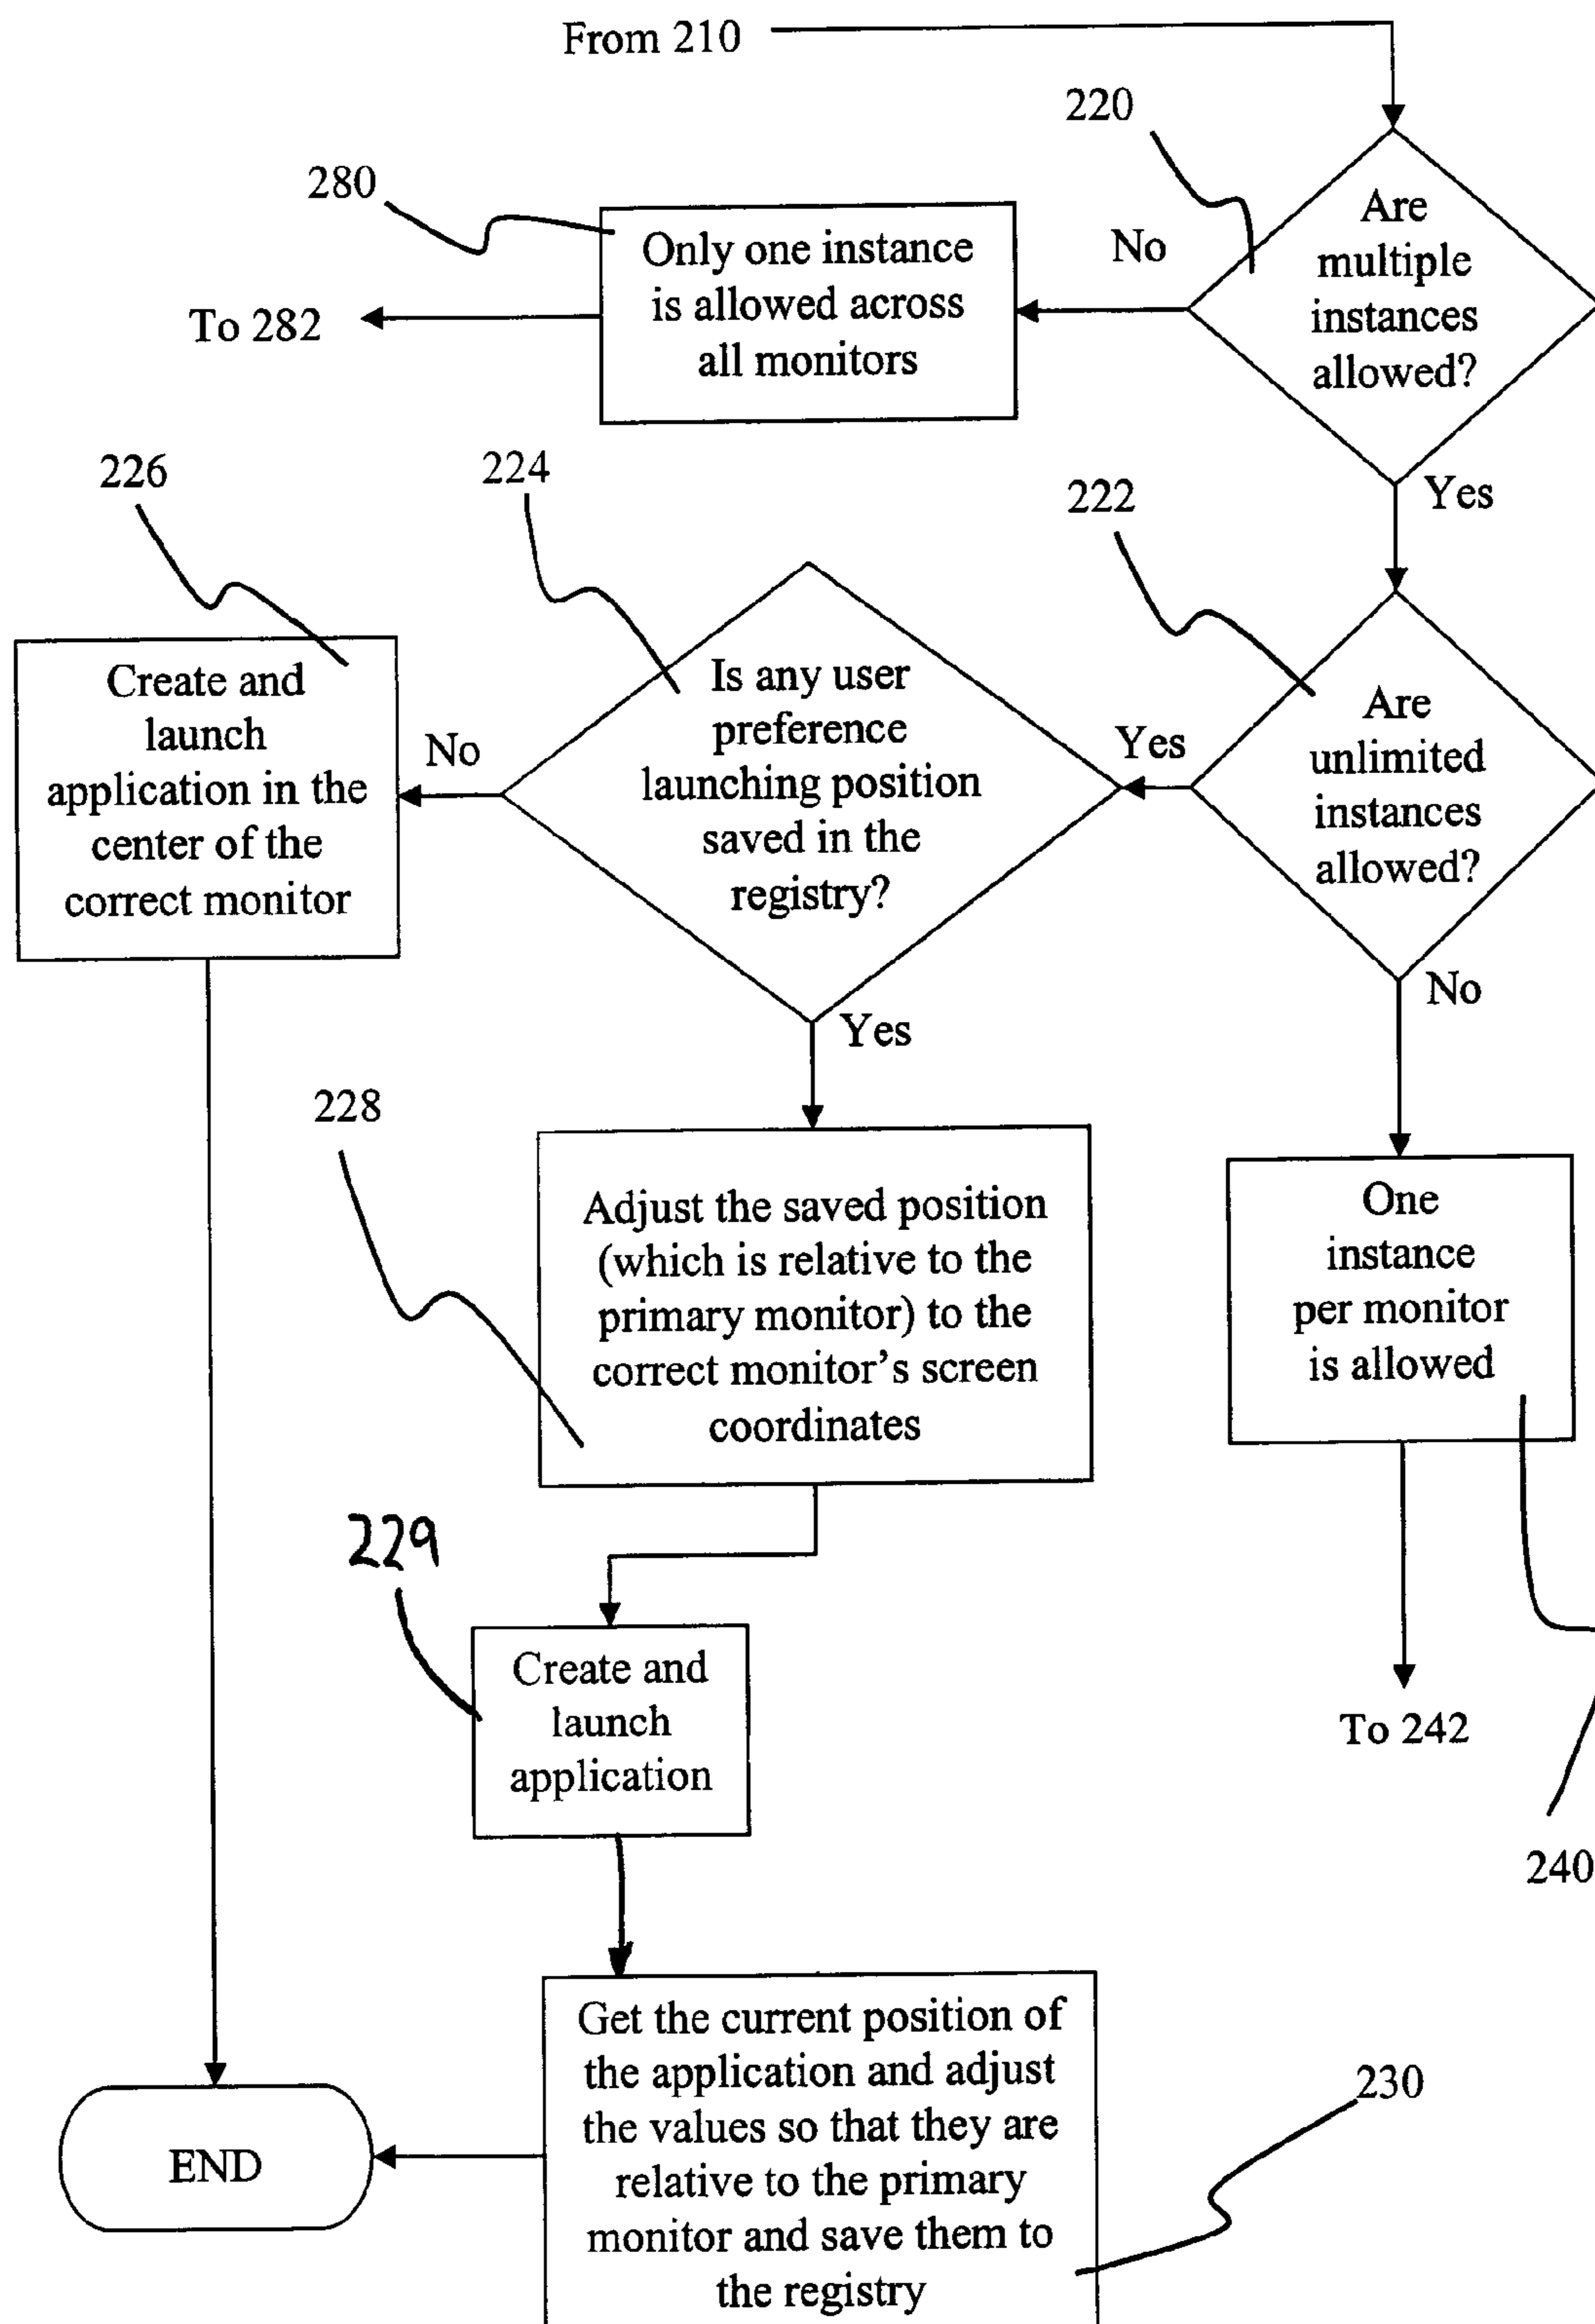 From 210
220
Are
multiple
instances
allowed?
280
Only one instance
is allowed across
all monitors
No
To 282
Yes
226
224
222
Create and
launch
application in the
center of the
correct monitor
No
Is any user
preference
launching position
saved in the
registry?
Yes
Are
unlimited
instances
allowed?
No
Yes
228
Adjust the saved position
(which is relative to the
primary monitor) to the
correct monitor's screen
coordinates
One
instance
per monitor
is allowed
229
Create and
launch
application
To 242
240
Get the current position of
the application and adjust
the values so that they are
relative to the primary
monitor and save them to
the registry
230
END